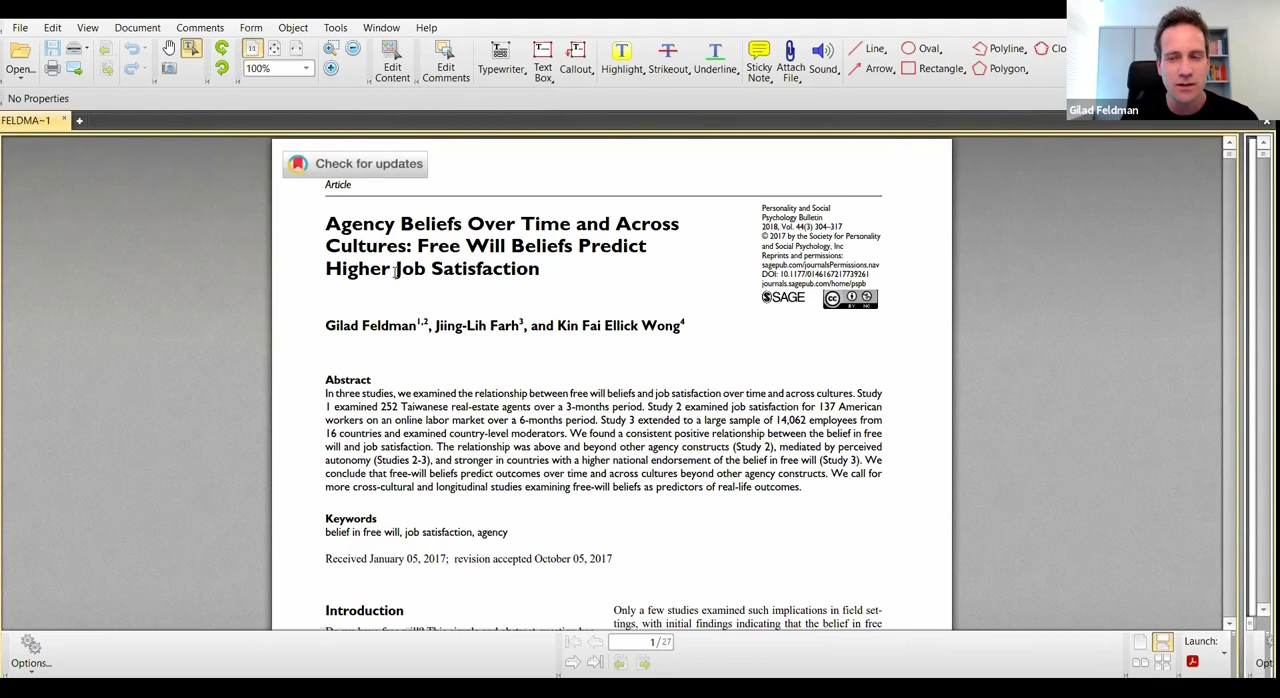 File Edit View Document Comments Form Object Tools Window Help
Open...
100%
Edit Content
Edit Comments
Typewriter
Text Box
Callout
Highlight
Strikeout
Underline
Sticky Note
Attach File
Sound
Line
Arrow
Oval
Rectangle
Polyline
Polygon
Clo
No Properties
Gilad Feldman
FELDMA~1
Check for updates
Article
Agency Beliefs Over Time and Across
Cultures: Free Will Beliefs Predict
Higher Job Satisfaction
Personality and Social
Psychology Bulletin
2018, Vol. 44(3) 304–317
© 2017 by the Society for Personality
and Social Psychology, Inc
Reprints and permissions:
sagepub.com/journalsPermissions.nav
DOI: 10.1177/0146167217739261
journals.sagepub.com/home/pspb
SAGE
CC BY NC
Gilad Feldman1,2, Jiing-Lih Farh3, and Kin Fai Ellick Wong4
Abstract
In three studies, we examined the relationship between free will beliefs and job satisfaction over time and across cultures. Study
1 examined 252 Taiwanese real-estate agents over a 3-months period. Study 2 examined job satisfaction for 137 American
workers on an online labor market over a 6-months period. Study 3 extended to a large sample of 14,062 employees from
16 countries and examined country-level moderators. We found a consistent positive relationship between the belief in free
will and job satisfaction. The relationship was above and beyond other agency constructs (Study 2), mediated by perceived
autonomy (Studies 2-3), and stronger in countries with a higher national endorsement of the belief in free will (Study 3). We
conclude that free-will beliefs predict outcomes over time and across cultures beyond other agency constructs. We call for
more cross-cultural and longitudinal studies examining free-will beliefs as predictors of real-life outcomes.
Keywords
belief in free will, job satisfaction, agency
Received January 05, 2017; revision accepted October 05, 2017
Introduction
Only a few studies examined such implications in field set-
tings, with initial findings indicating that the belief in free
Options...
1 / 27
Launch:
Opt